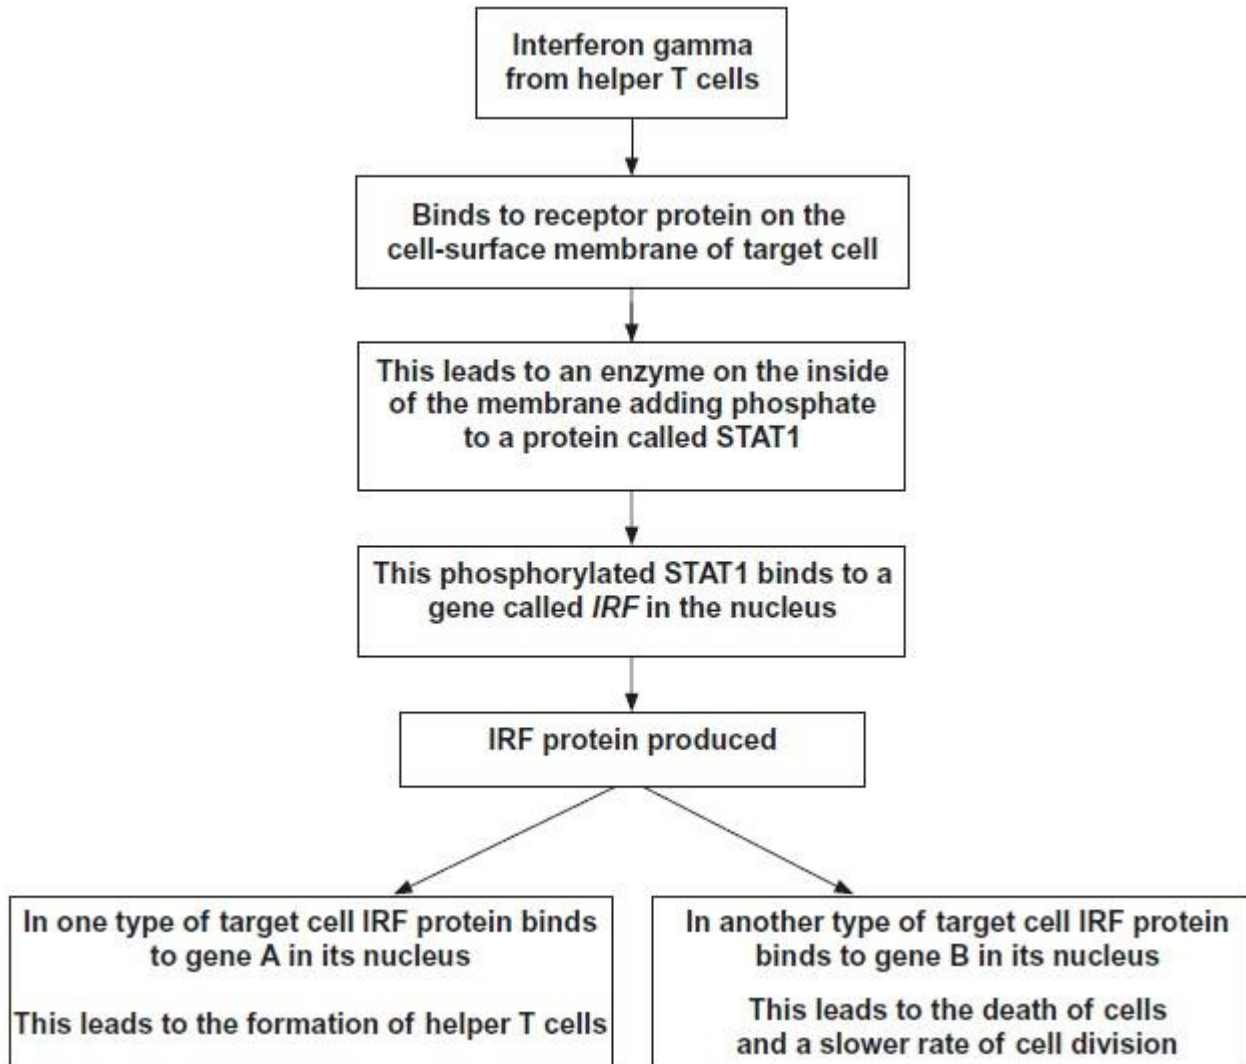 Interferon gamma
from helper T cells
Binds to receptor protein on the
cell-surface membrane of target cell
This leads to an enzyme on the inside
of the membrane adding phosphate
to a protein called STAT1
This phosphorylated STAT1 binds to a
gene called IRF in the nucleus
IRF protein produced
In one type of target cell IRF protein binds
to gene A in its nucleus
This leads to the formation of helper T cells
In another type of target cell IRF protein
binds to gene B in its nucleus
This leads to the death of cells
and a slower rate of cell division